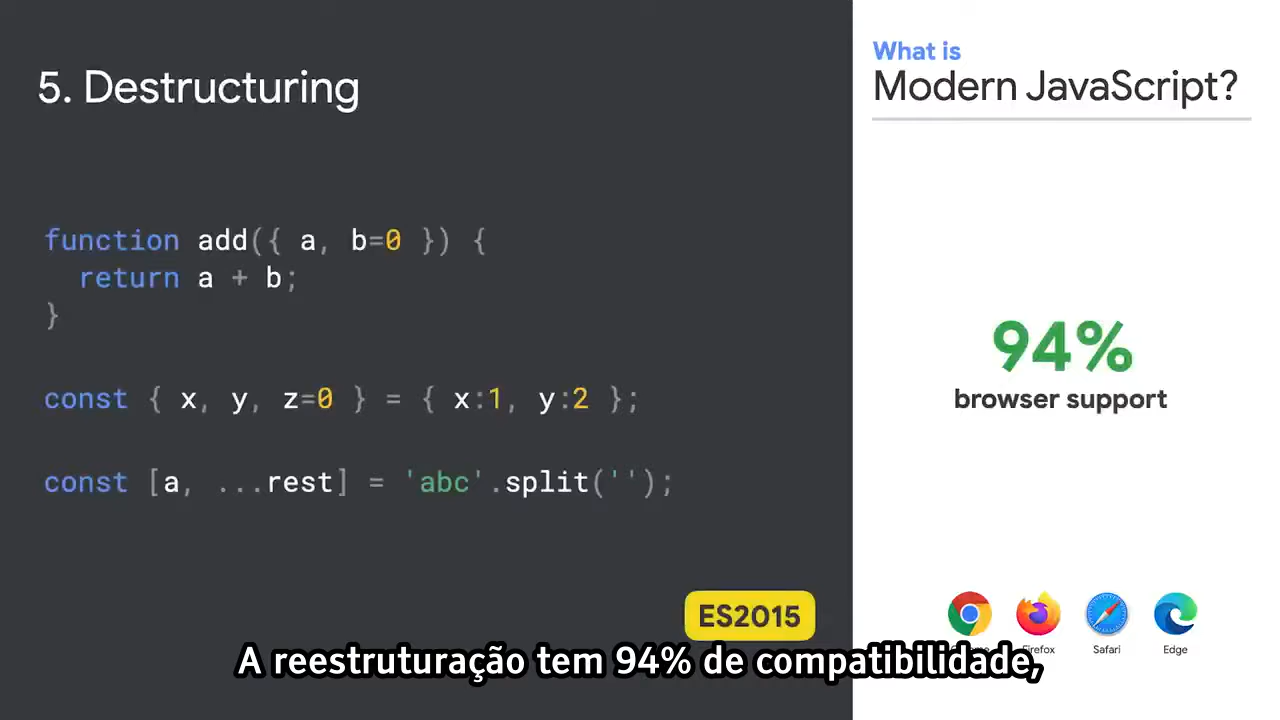 5. Destructuring
function add({ a, b=0 }) {
return a + b;
}
const { x, y, z=0 } = { x:1, y:2 };
const [a, ...rest] = 'abc'.split('');
ES2015
What is
Modern JavaScript?
94%
browser support
Safari
Edge
A reestruturação tem 94% de compatibilidade,